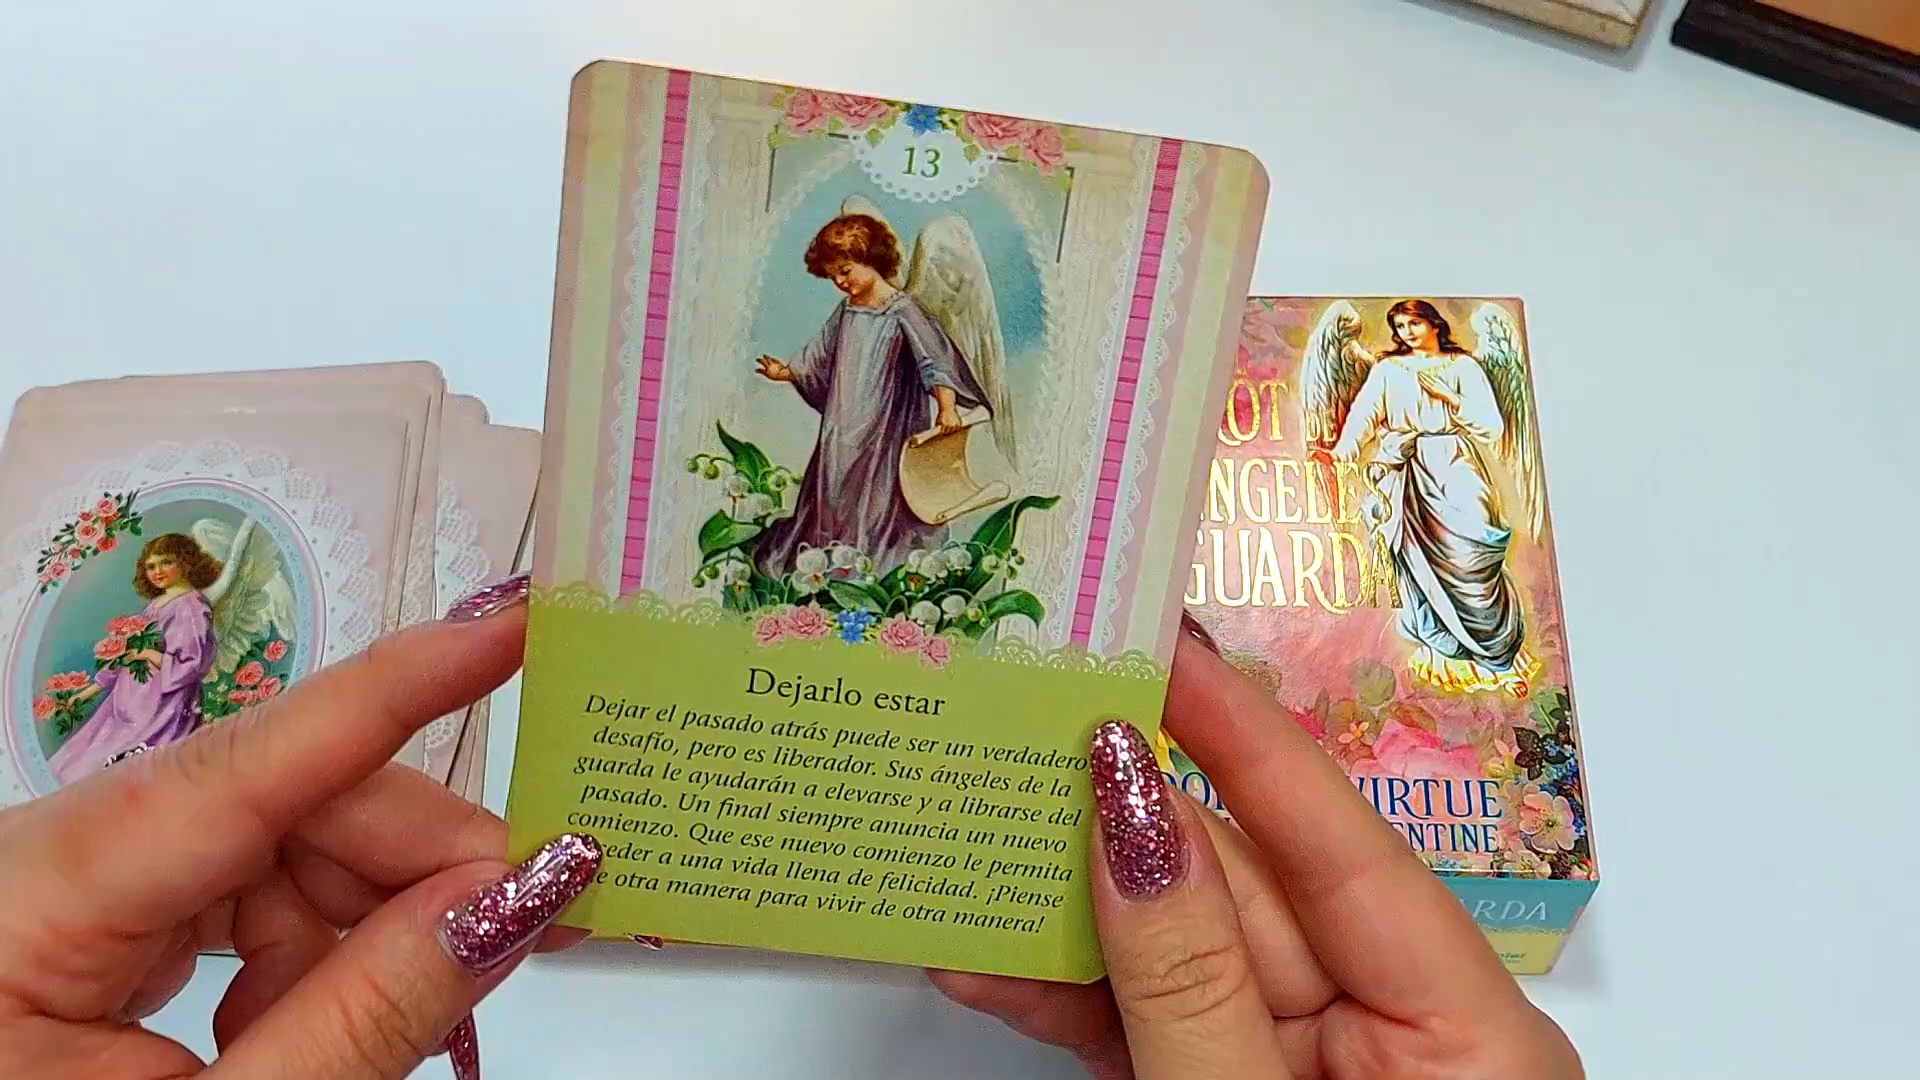 13
Dejarlo estar
Dejar el pasado atrás puede ser un verdadero
desafío, pero es liberador. Sus ángeles de la
guarda le ayudarán a elevarse y a librarse del
pasado. Un final siempre anuncia un nuevo
comienzo. Que ese nuevo comienzo le permita
a una vida llena de felicidad. ¡Piense
otra manera para vivir de otra manera!
DE
GUARDA
VIRTUE